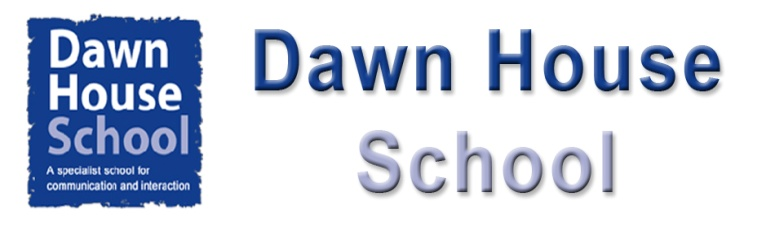 Dawn
House
School
A specialist school for
communication and interaction
Dawn House
School